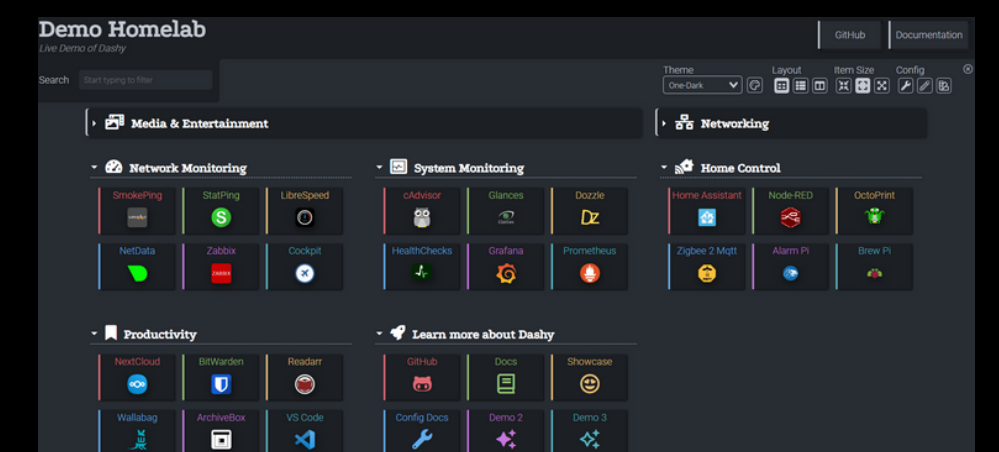 Demo Homelab
Live Demo of Dashy
GitHub Documentation
Search Start typing to filter
Theme Layout Item Size Config
One-Dark
Media & Entertainment
Networking
Network Monitoring
System Monitoring
Home Control
SmokePing StatPing LibreSpeed
cAdvisor Glances Dozzle
Home Assistant Node-RED OctoPrint
S
DZ
NetData Zabbix Cockpit
HealthChecks Grafana Prometheus
Zigbee 2 Mqtt Alarm Pi Brew Pi
ZABBIX
Productivity
Learn more about Dashy
NextCloud BitWarden Readarr
GitHub Docs Showcase
Wallabag ArchiveBox VS Code
Config Docs Demo 2 Demo 3